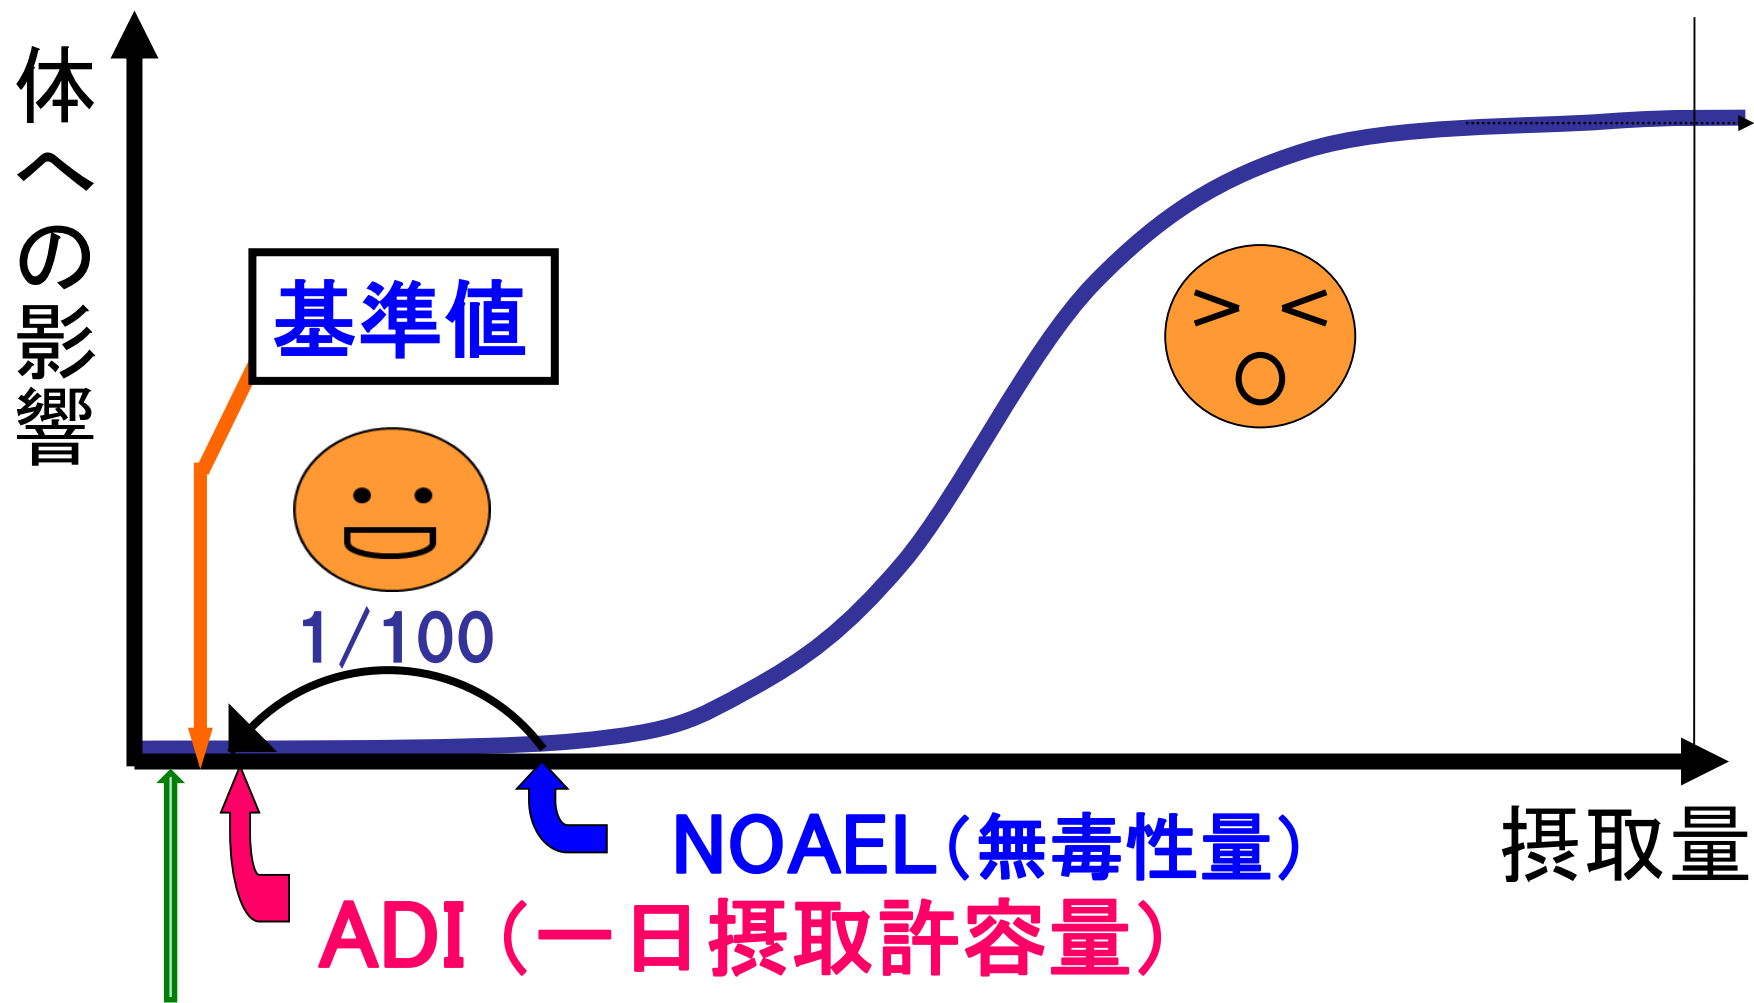 体への影響
基準値
1/100
NOAEL(無毒性量)
摂取量
ADI (一日摂取許容量)